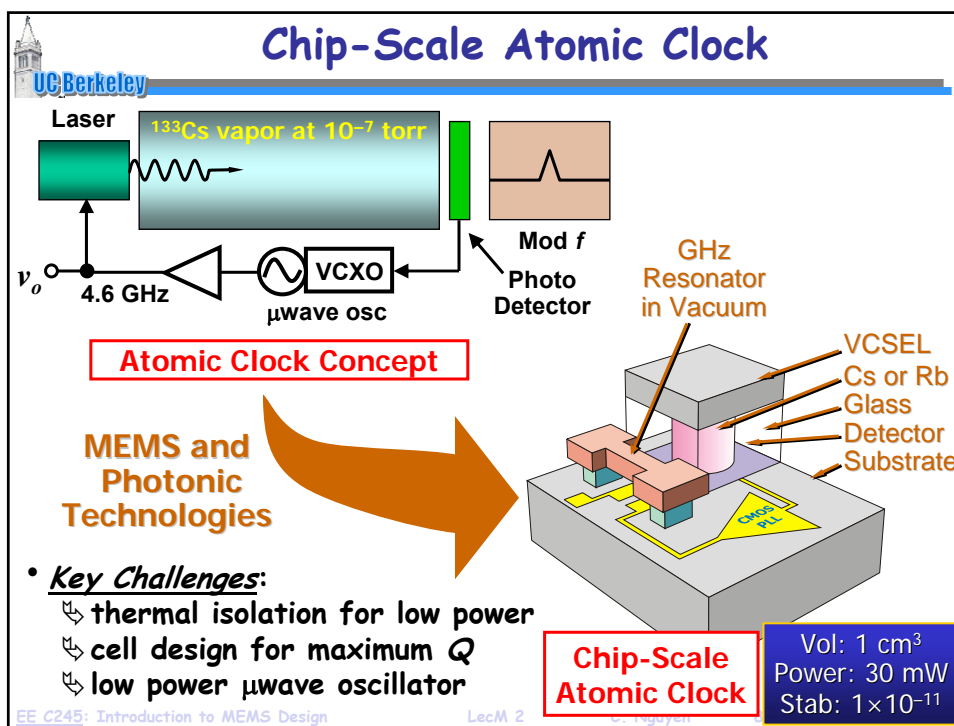 Chip-Scale Atomic Clock
UC Berkeley
Laser
¹³³Cs vapor at 10⁻⁷ torr
Mod f
Photo
Detector
VCXO
μwave osc
4.6 GHz
vₒ
Atomic Clock Concept
GHz
Resonator
in Vacuum
VCSEL
Cs or Rb
Glass
Detector
Substrate
CMOS
PLL
MEMS and
Photonic
Technologies
• Key Challenges:
thermal isolation for low power
cell design for maximum Q
low power μwave oscillator
Chip-Scale
Atomic Clock
Vol: 1 cm³
Power: 30 mW
Stab: 1×10⁻¹¹
EE C245: Introduction to MEMS Design
LecM 2
C. Nguyen